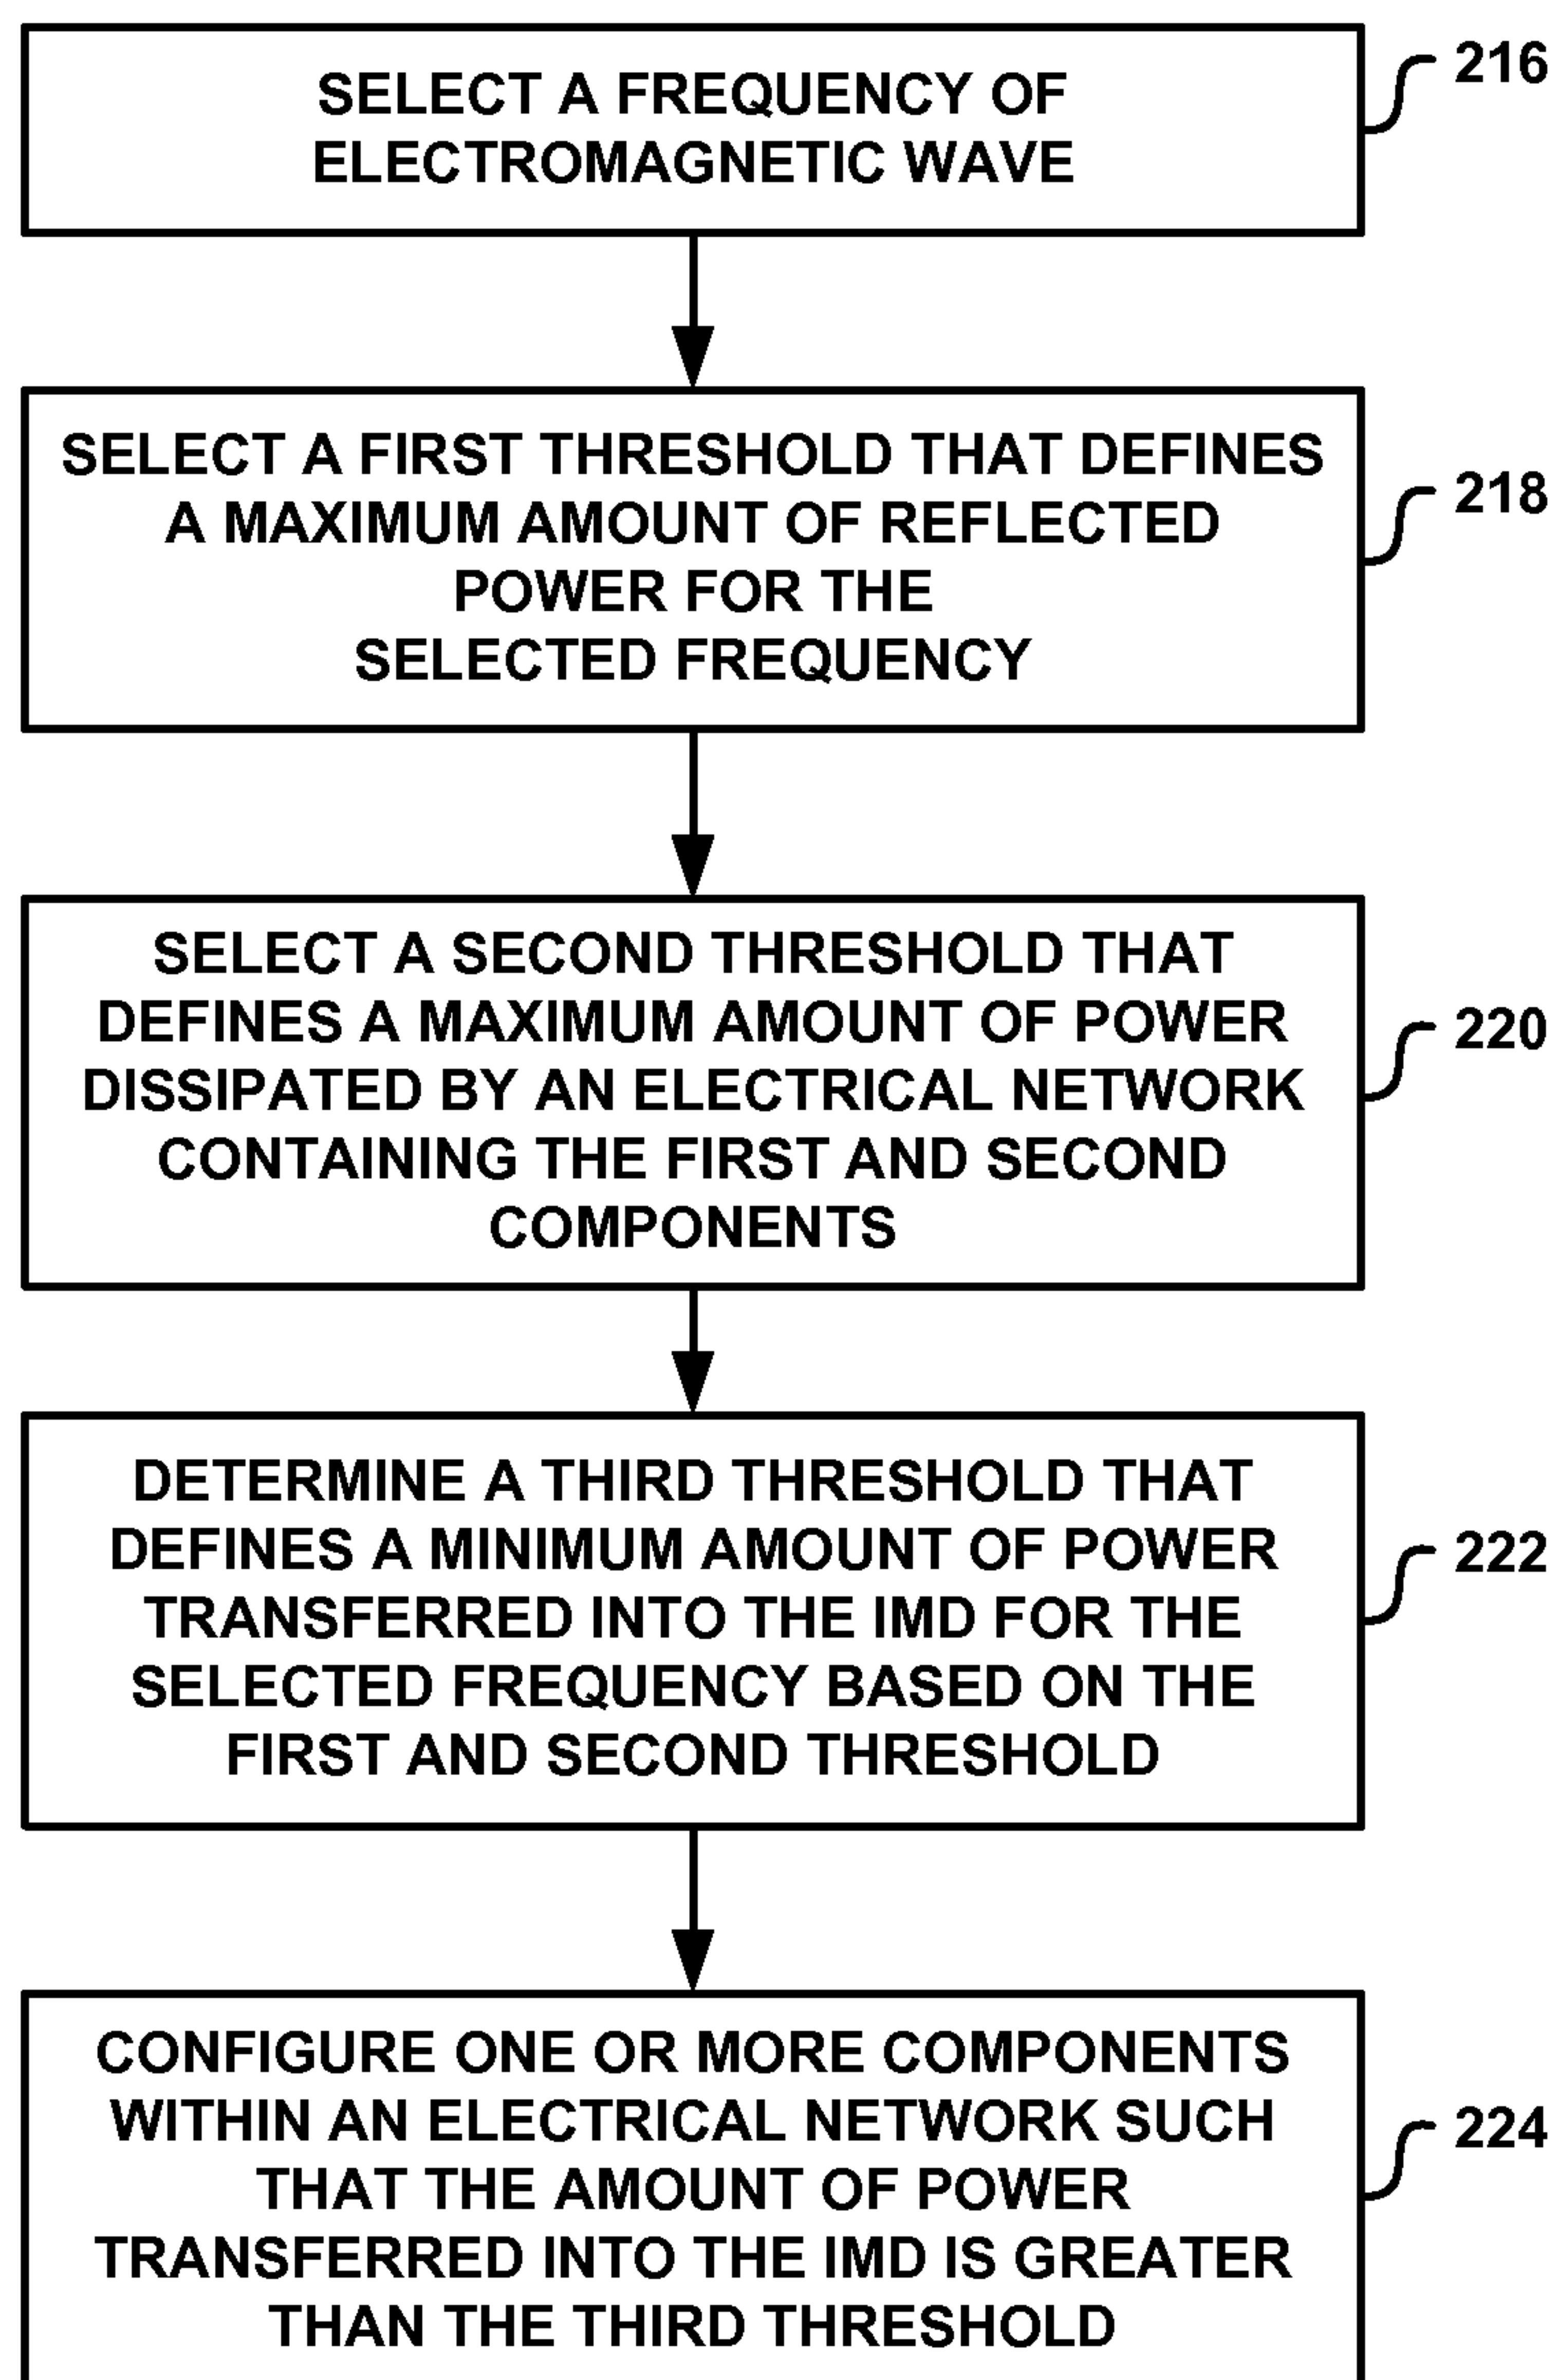 SELECT A FREQUENCY OF
ELECTROMAGNETIC WAVE
216
SELECT A FIRST THRESHOLD THAT DEFINES
A MAXIMUM AMOUNT OF REFLECTED
POWER FOR THE
SELECTED FREQUENCY
218
SELECT A SECOND THRESHOLD THAT
DEFINES A MAXIMUM AMOUNT OF POWER
DISSIPATED BY AN ELECTRICAL NETWORK
CONTAINING THE FIRST AND SECOND
COMPONENTS
220
DETERMINE A THIRD THRESHOLD THAT
DEFINES A MINIMUM AMOUNT OF POWER
TRANSFERRED INTO THE IMD FOR THE
SELECTED FREQUENCY BASED ON THE
FIRST AND SECOND THRESHOLD
222
CONFIGURE ONE OR MORE COMPONENTS
WITHIN AN ELECTRICAL NETWORK SUCH
THAT THE AMOUNT OF POWER
TRANSFERRED INTO THE IMD IS GREATER
THAN THE THIRD THRESHOLD
224